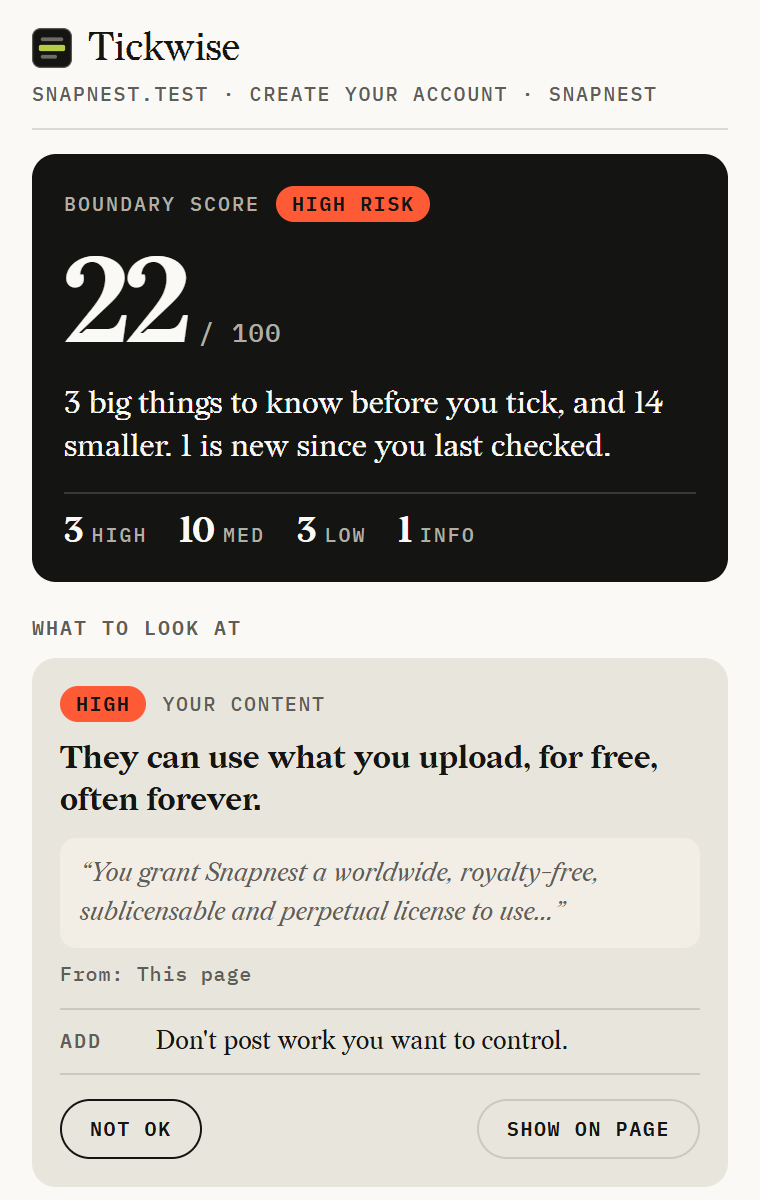 Tickwise
SNAPNEST.TEST · CREATE YOUR ACCOUNT · SNAPNEST
BOUNDARY SCORE HIGH RISK
22 / 100
3 big things to know before you tick, and 14
smaller. 1 is new since you last checked.
3 HIGH 10 MED 3 LOW 1 INFO
WHAT TO LOOK AT
HIGH YOUR CONTENT
They can use what you upload, for free,
often forever.
“You grant Snapnest a worldwide, royalty-free,
sublicensable and perpetual license to use...”
From: This page
ADD Don't post work you want to control.
NOT OK SHOW ON PAGE